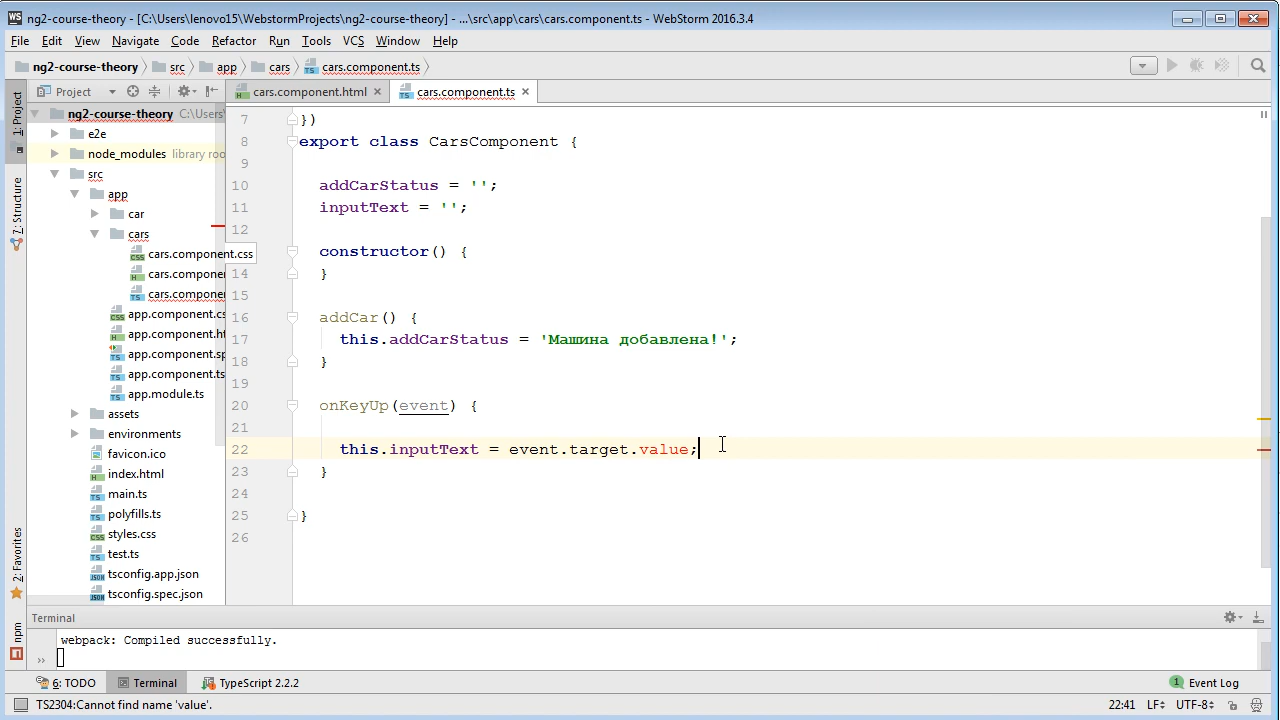 ng2-course-theory - [C:\Users\lenovo15\WebstormProjects\ng2-course-theory] - ...\src\app\cars\cars.component.ts - WebStorm 2016.3.4
File Edit View Navigate Code Refactor Run Tools VCS Window Help
ng2-course-theory src app cars cars.component.ts
Project
cars.component.html cars.component.ts
1: Project
7: Structure
2: Favorites
npm
ng2-course-theory C:\Users\
e2e
node_modules library roo
src
app
car
cars
cars.component.css
cars.component
cars.componen
app.component.cs
app.component.ht
app.component.sp
app.component.ts
app.module.ts
assets
environments
favicon.ico
index.html
main.ts
polyfills.ts
styles.css
test.ts
tsconfig.app.json
tsconfig.spec.json
7 })
8 export class CarsComponent {
9
10 addCarStatus = '';
11 inputText = '';
12
constructor() {
14 }
15
16 addCar() {
17 this.addCarStatus = 'Машина добавлена!';
18 }
19
20 onKeyUp(event) {
21
22 this.inputText = event.target.value;
23 }
24
25 }
26
Terminal
webpack: Compiled successfully.
6: TODO Terminal TypeScript 2.2.2 1 Event Log
TS2304:Cannot find name 'value'. 22:41 LF÷ UTF-8÷